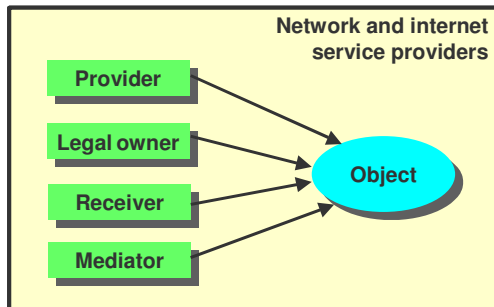 Network and internet
service providers
Provider
Legal owner
Receiver
Mediator
Object